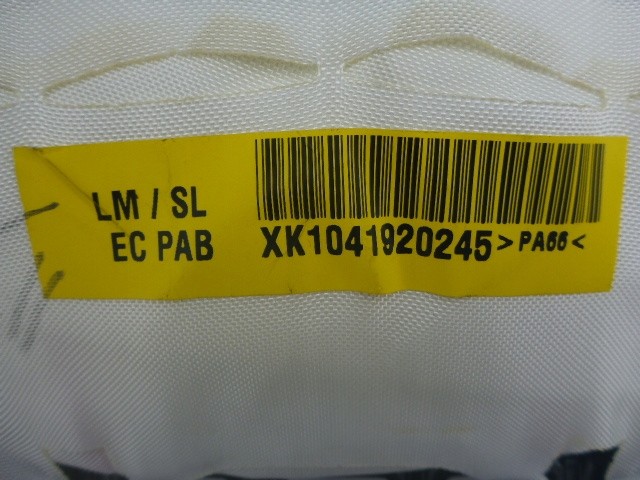 LM / SL
EC PAB
XK1041920245 >PA66<